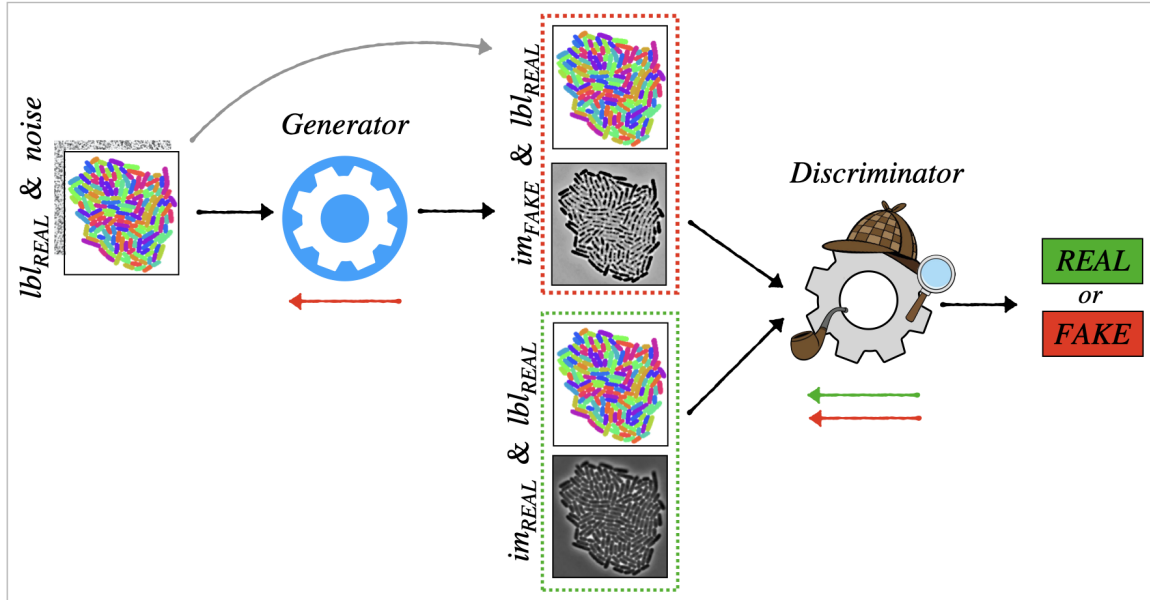 lbl_REAL & noise
Generator
im_FAKE & lbl_REAL
im_REAL & lbl_REAL
Discriminator
REAL
or
FAKE